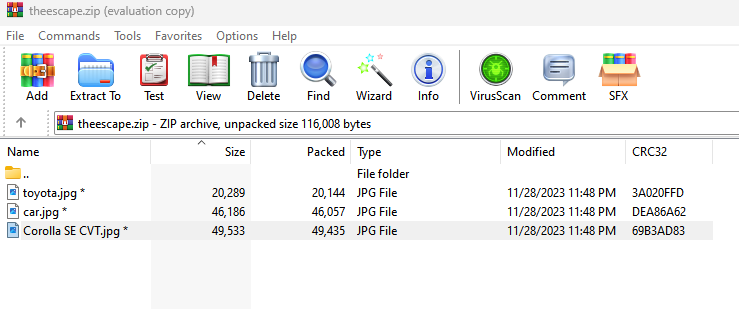 theescape.zip (evaluation copy)
File Commands Tools Favorites Options Help
Add Extract To Test View Delete Find Wizard Info VirusScan Comment SFX
theescape.zip - ZIP archive, unpacked size 116,008 bytes
Name Size Packed Type Modified CRC32
.. File folder
toyota.jpg * 20,289 20,144 JPG File 11/28/2023 11:48 PM 3A020FFD
car.jpg * 46,186 46,057 JPG File 11/28/2023 11:48 PM DEA86A62
Corolla SE CVT.jpg * 49,533 49,435 JPG File 11/28/2023 11:48 PM 69B3AD83